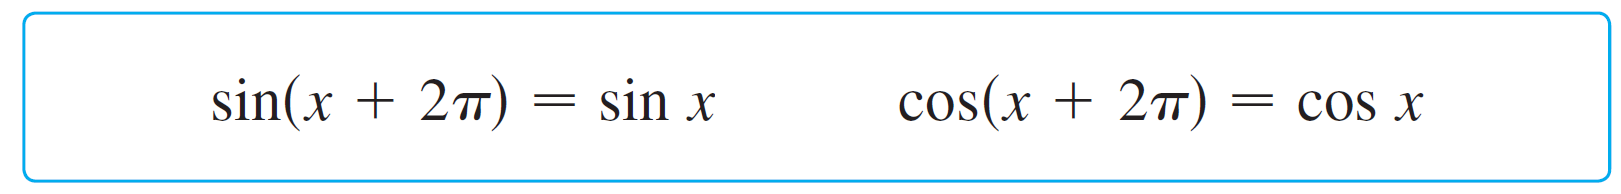 sin(x + 2π) = sin x cos(x + 2π) = cos x